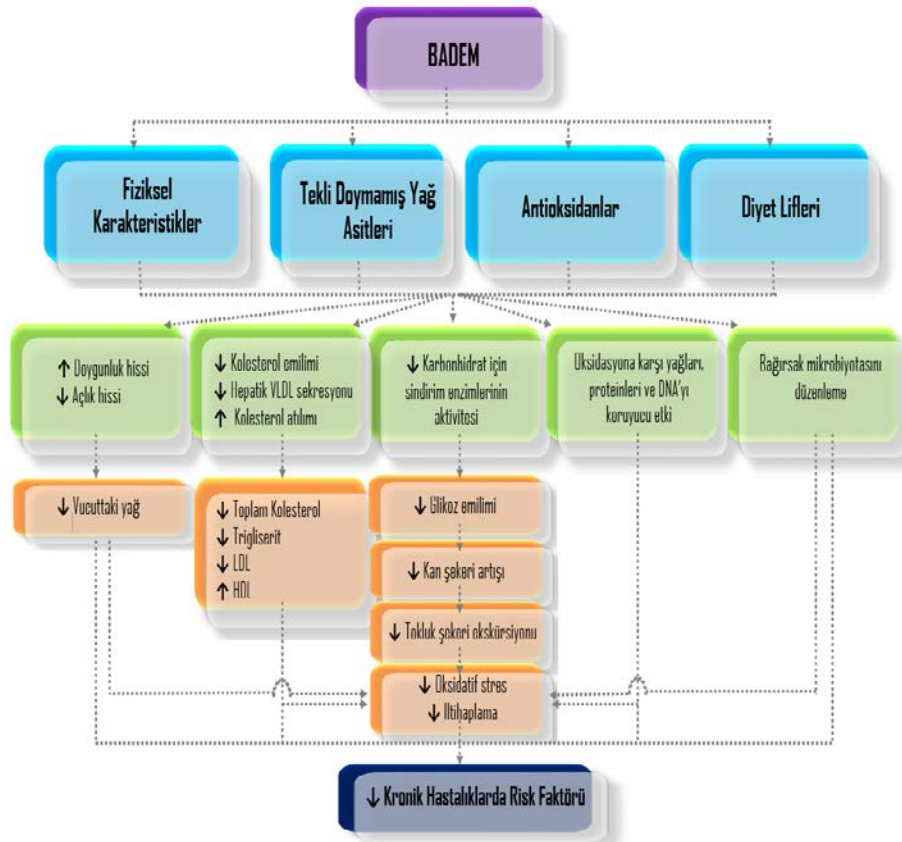 BADEM
Fiziksel
Karakteristikler
Tekli Doymamış Yağ
Asitleri
Antioksidanlar
Diyet Lifleri
↑ Doygunluk hissi
↓ Açlık hissi
↓ Kolesterol emilimi
↓ Hepatik VLDL sekresyonu
↑ Kolesterol atılımı
↓ Karbonhidrat için
sindirim enzimlerinin
aktivitesi
Oksidasyona karşı yağları,
proteinleri ve DNA'yı
koruyucu etki
Bağırsak mikrobiyotasını
düzenleme
↓ Vucuttaki yağ
↓ Toplam Kolesterol
↓ Trigliserit
↓ LDL
↑ HDL
↓ Glikoz emilimi
↓ Kan şekeri artışı
↓ Tokluk şekeri ekskürsiyonu
↓ Oksidatif stres
↓ Iltihaplama
↓ Kronik Hastalıklarda Risk Faktörü